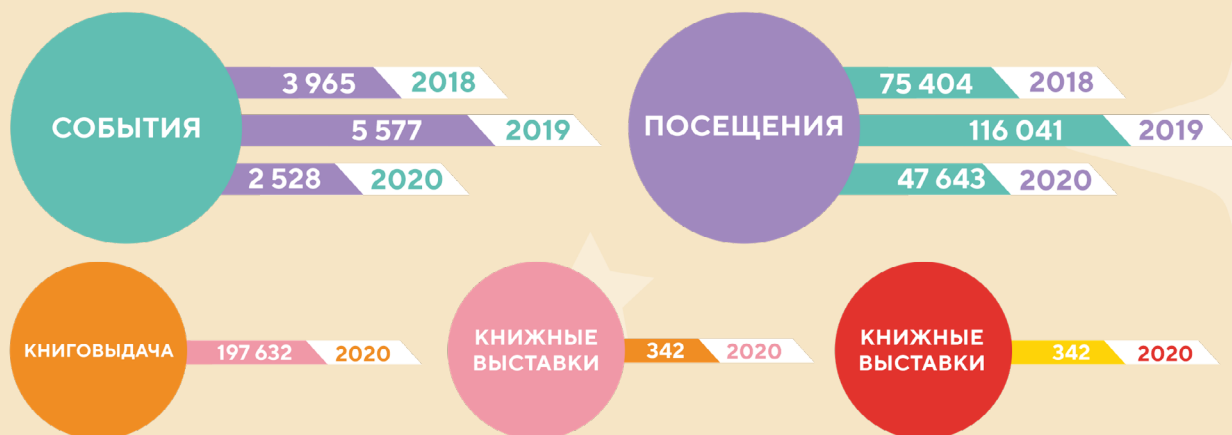 СОБЫТИЯ
3 965 2018
5 577 2019
2 528 2020
ПОСЕЩЕНИЯ
75 404 2018
116 041 2019
47 643 2020
КНИГОВЫДАЧА
197 632 2020
КНИЖНЫЕ
ВЫСТАВКИ
342 2020
КНИЖНЫЕ
ВЫСТАВКИ
342 2020